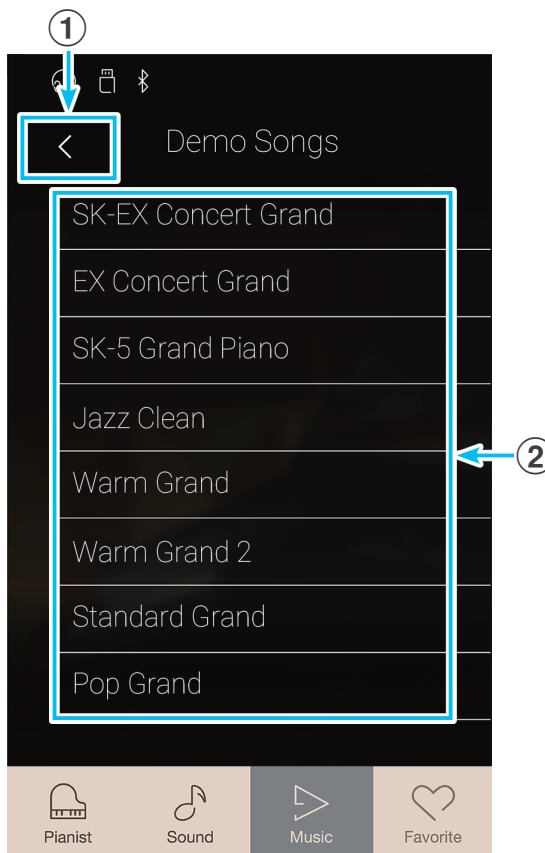 1
Demo Songs
SK-EX Concert Grand
EX Concert Grand
SK-5 Grand Piano
Jazz Clean
2
Warm Grand
Warm Grand 2
Standard Grand
Pop Grand
Pianist Sound Music Favorite